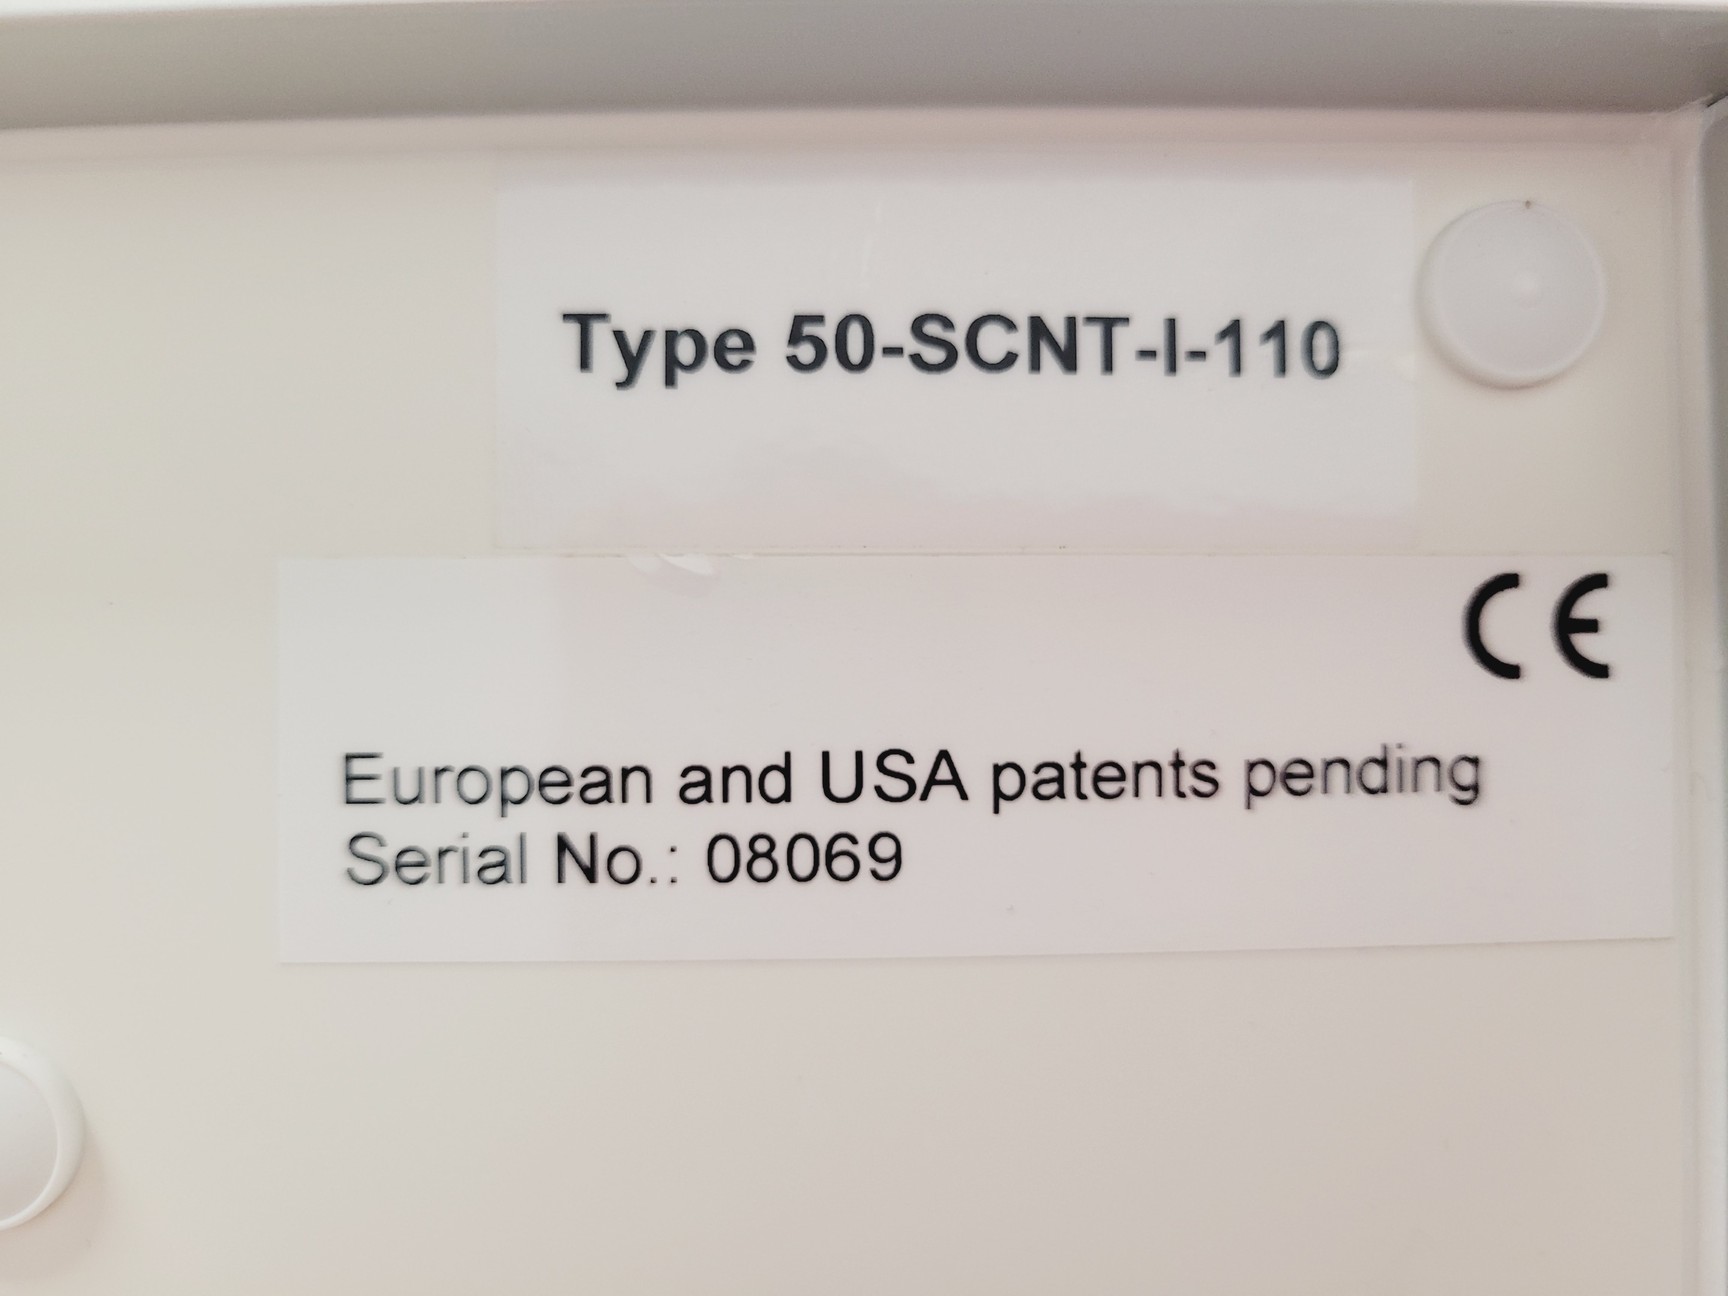 Type 50-SCNT-I-110
CE
European and USA patents pending
Serial No.: 08069